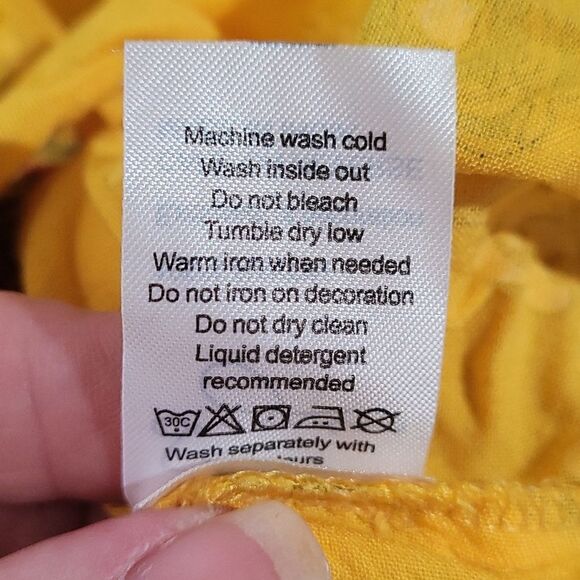 Machine wash cold
Wash inside out
Do not bleach
Tumble dry low
Warm iron when needed
Do not iron on decoration
Do not dry clean
Liquid detergent
recommended
30C
Wash separately with